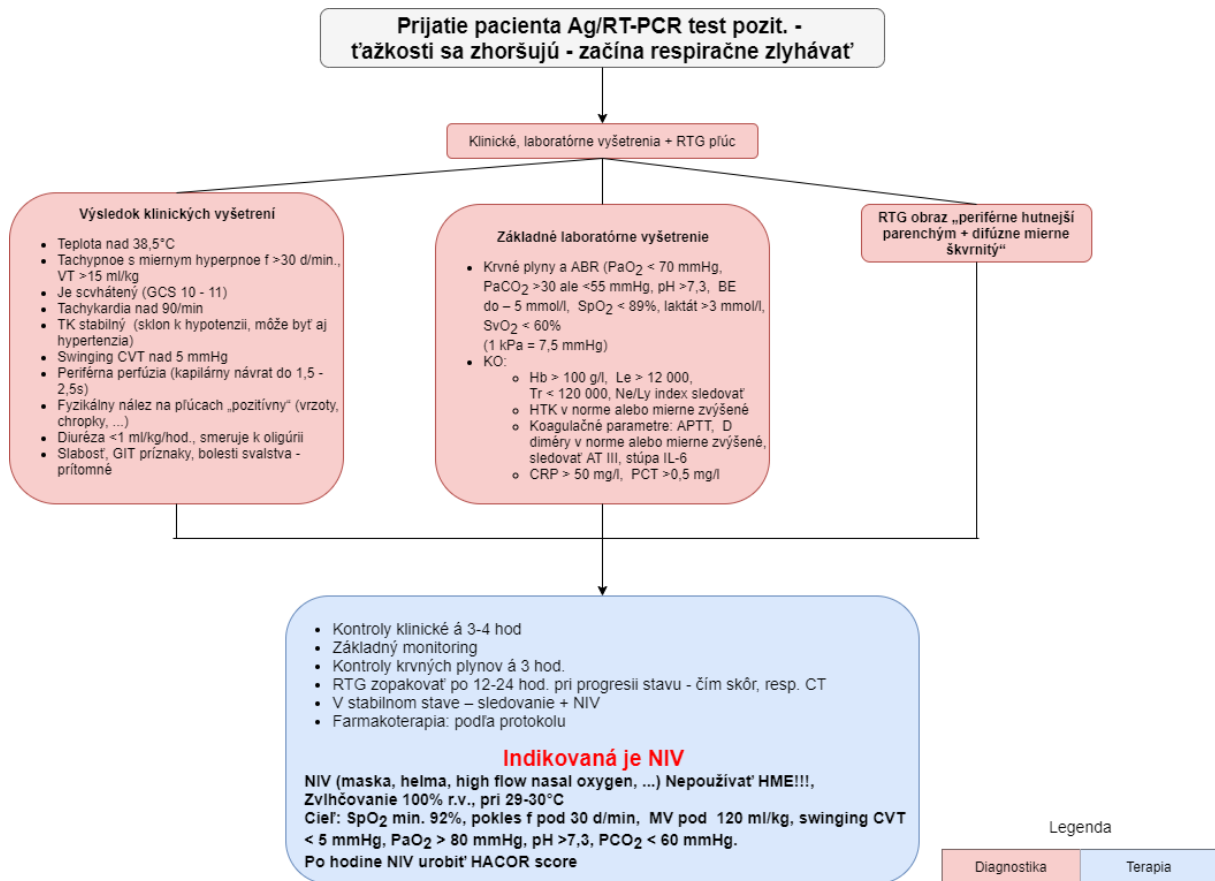 Prijatie pacienta Ag/RT-PCR test pozit. -
ťažkosti sa zhoršujú - začína respiračne zlyhávať
Klinické, laboratórne vyšetrenia + RTG pľúc
Výsledok klinických vyšetrení
• Teplota nad 38,5°C
• Tachypnoe s miernym hyperpnoe f >30 d/min.,
VT >15 ml/kg
• Je scvhátený (GCS 10 - 11)
• Tachykardia nad 90/min
• TK stabilný (sklon k hypotenzii, môže byť aj
hypertenzia)
• Swinging CVT nad 5 mmHg
• Periférna perfúzia (kapilárny návrat do 1,5 -
2,5s)
• Fyzikálny nález na pľúcach „pozitívny“ (vrzoty,
chropky, ...)
• Diuréza <1 ml/kg/hod., smeruje k oligúrii
• Slabosť, GIT príznaky, bolesti svalstva -
prítomné
Základné laboratórne vyšetrenie
• Krvné plyny a ABR (PaO2 < 70 mmHg,
PaCO2 >30 ale <55 mmHg, pH >7,3, BE
do – 5 mmol/l, SpO2 < 89%, laktát >3 mmol/l,
SvO2 < 60%
(1 kPa = 7,5 mmHg)
• KO:
Hb > 100 g/l, Le > 12 000,
Tr < 120 000, Ne/Ly index sledovať
HTK v norme alebo mierne zvýšené
Koagulačné parametre: APTT, D
diméry v norme alebo mierne zvýšené,
sledovať AT III, stúpa IL-6
CRP > 50 mg/l, PCT >0,5 mg/l
RTG obraz „periférne hutnejší
parenchým + difúzne mierne
škvrnitý“
• Kontroly klinické á 3-4 hod
• Základný monitoring
• Kontroly krvných plynov á 3 hod.
• RTG zopakovať po 12-24 hod. pri progresii stavu - čím skôr, resp. CT
• V stabilnom stave – sledovanie + NIV
• Farmakoterapia: podľa protokolu
Indikovaná je NIV
NIV (maska, helma, high flow nasal oxygen, ...) Nepoužívať HME!!!,
Zvlhčovanie 100% r.v., pri 29-30°C
Cieľ: SpO2 min. 92%, pokles f pod 30 d/min, MV pod 120 ml/kg, swinging CVT
< 5 mmHg, PaO2 > 80 mmHg, pH >7,3, PCO2 < 60 mmHg.
Po hodine NIV urobiť HACOR score
Legenda
Diagnostika
Terapia